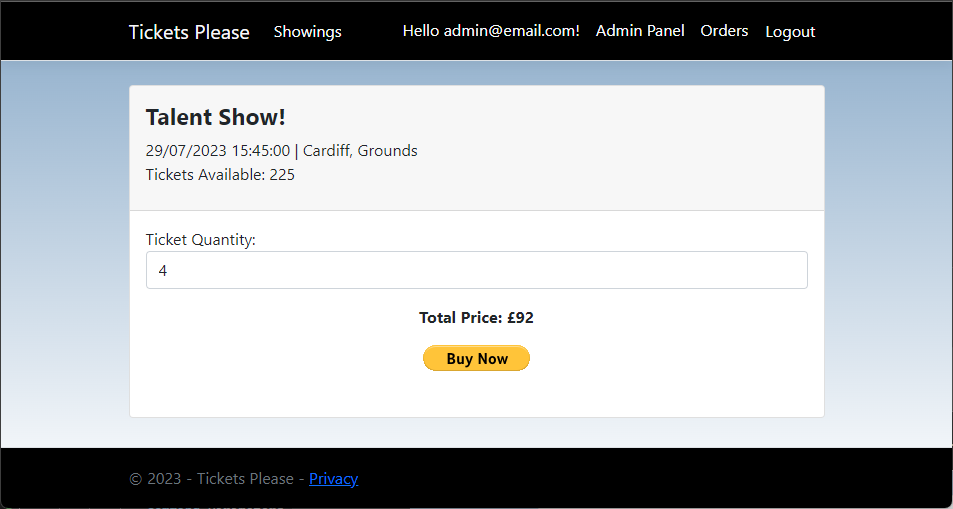 Tickets Please Showings Hello admin@email.com! Admin Panel Orders Logout
Talent Show!
29/07/2023 15:45:00 | Cardiff, Grounds
Tickets Available: 225
Ticket Quantity:
4
Total Price: £92
Buy Now
© 2023 - Tickets Please - Privacy